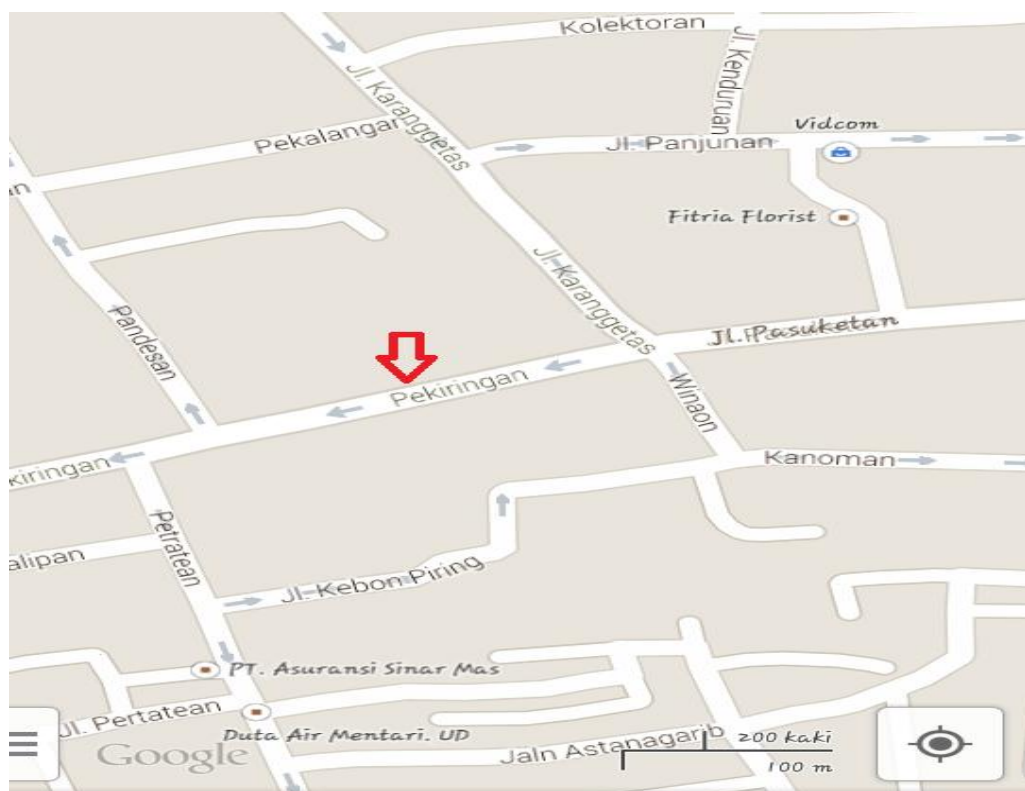 Kolektoran
Jl. Kenduruan
Jl. Karanggetas
Pekalangan
Vidcom
Jl. Panjunan
an
Fitria Florist
Jl. Karanggetas
Jl. Pasuketan
Pandesan
Pekiringan
Winaon
kiringan
Kanoman
Petratean
alipan
Jl. Kebon Piring
PT. Asuransi Sinar Mas
Jl. Pertatean
Duta Air Mentari. UD
Google
Jaln Astanagarib
200 kaki
100 m